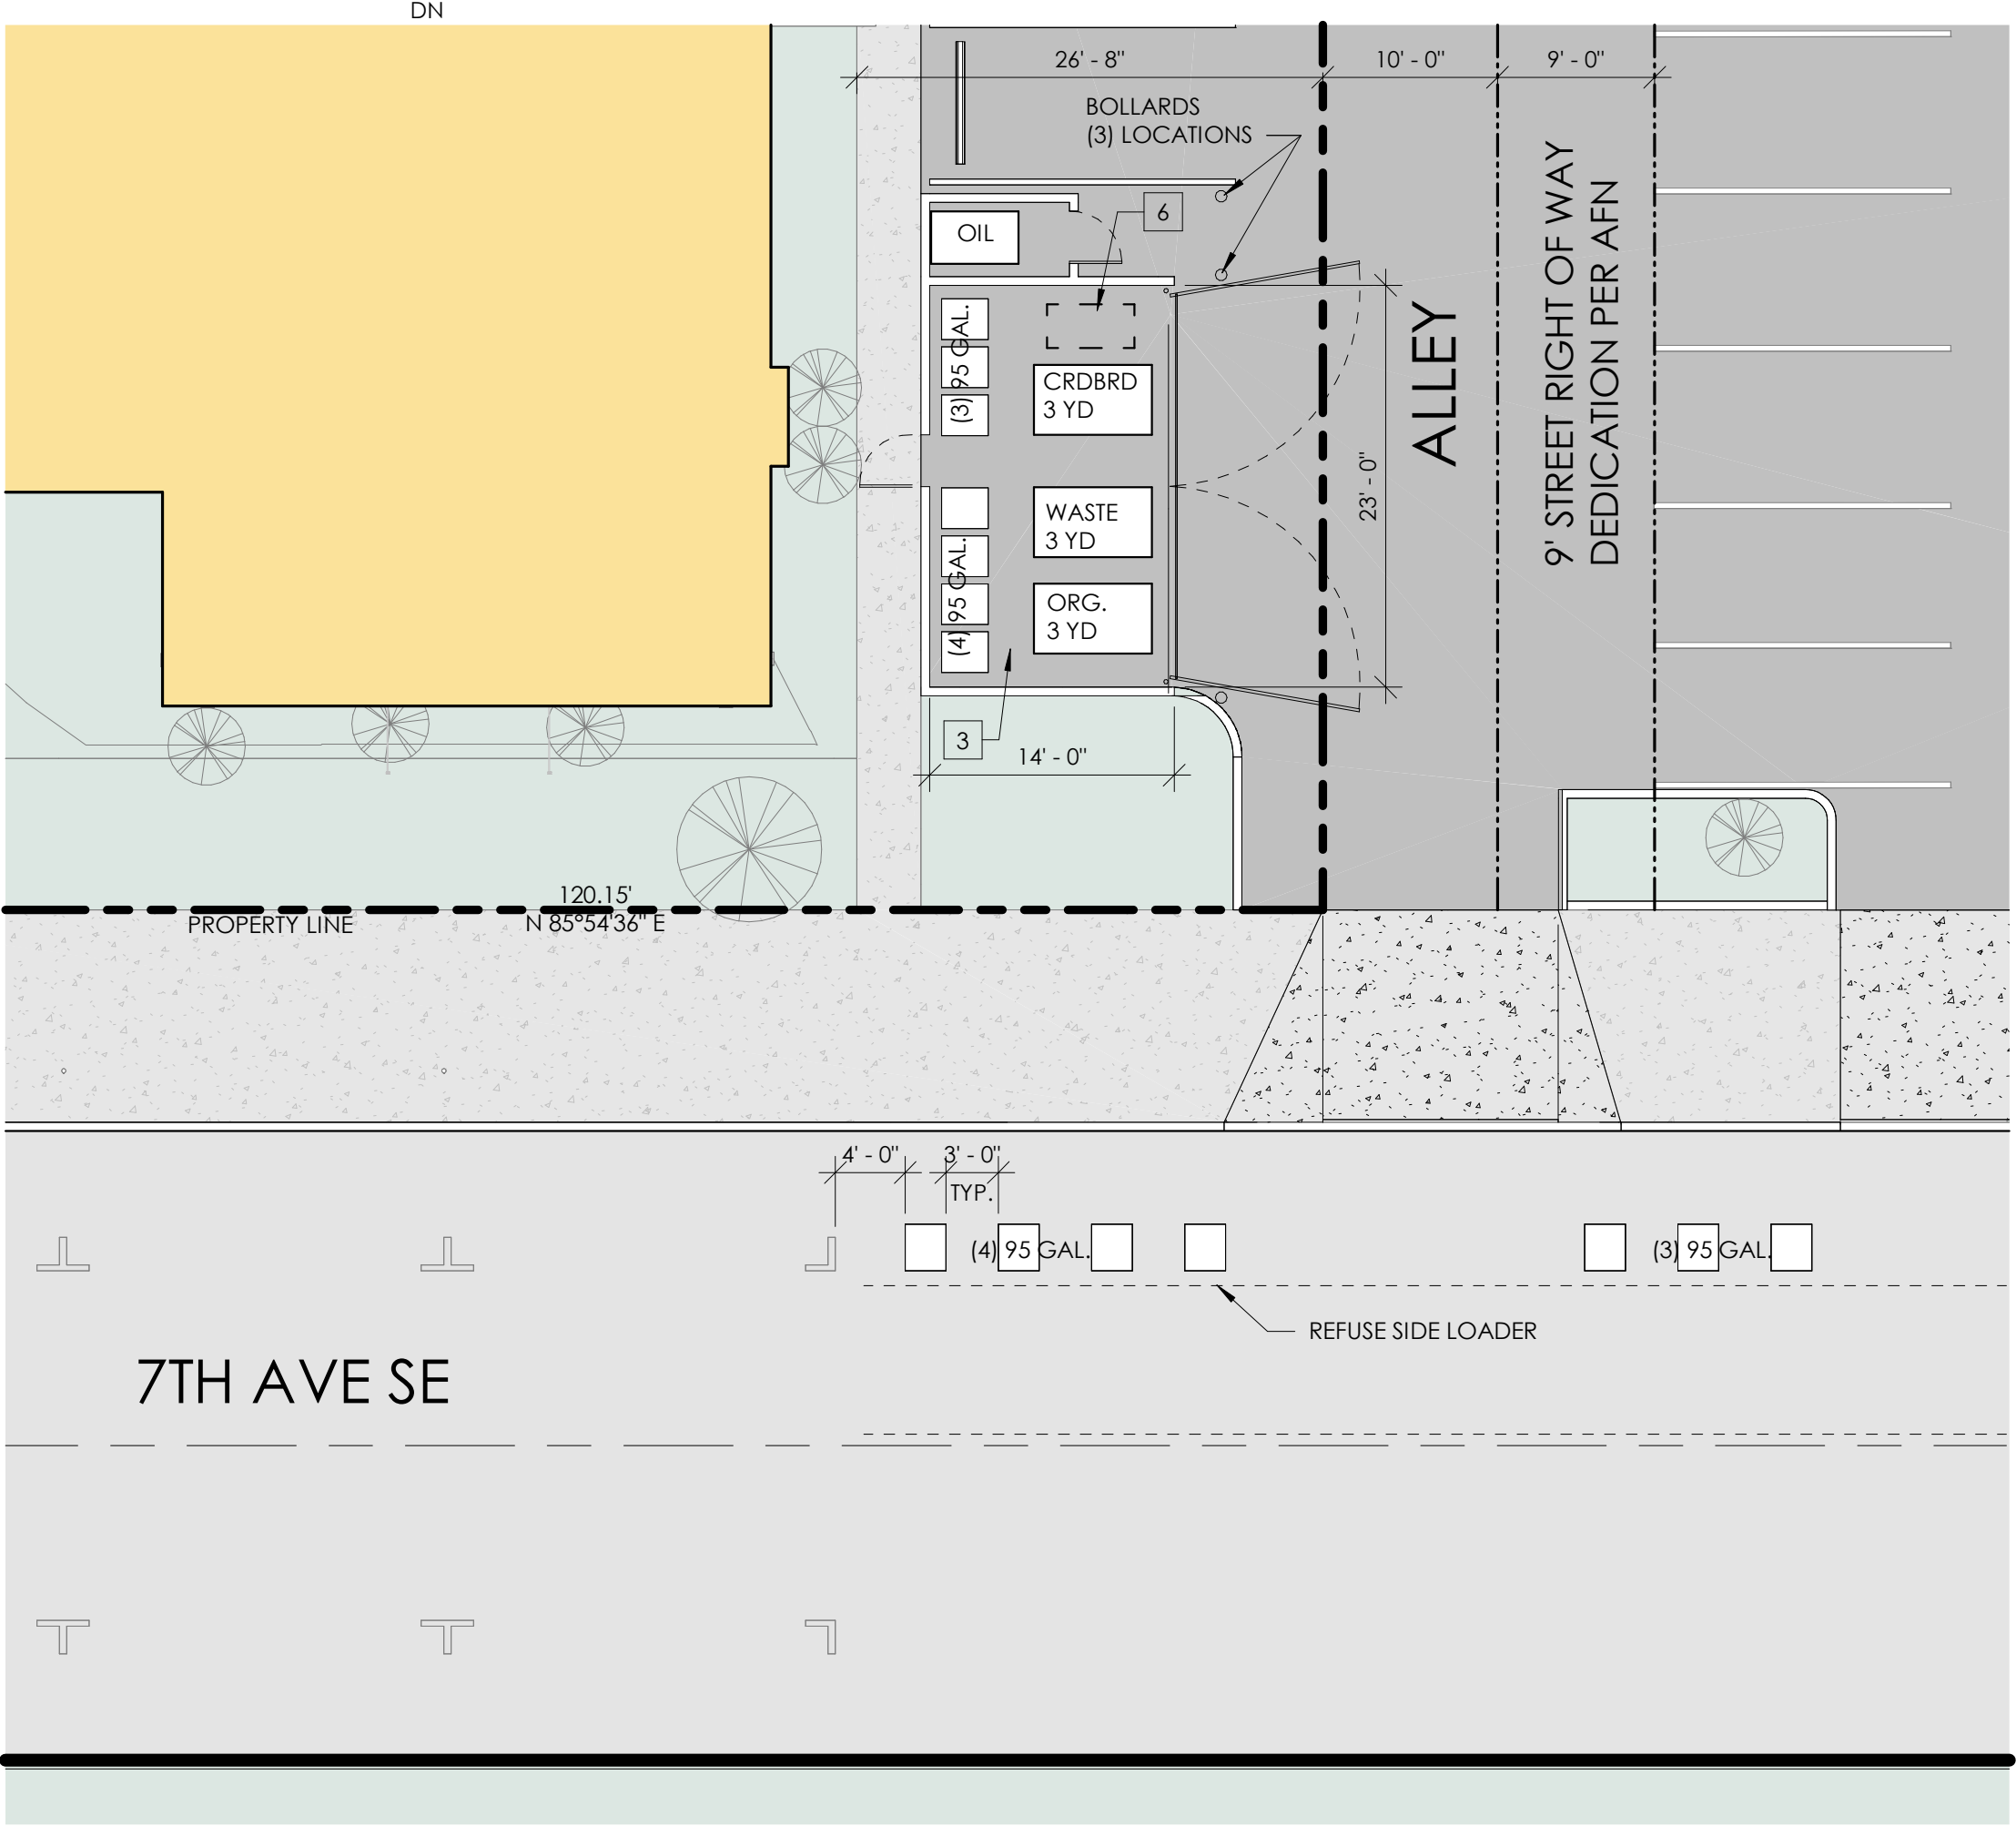 DN
26' - 8"
10' - 0"
9' - 0"
BOLLARDS
(3) LOCATIONS
6
OIL
(3) 95 GAL.
CRDBRD
3 YD
WASTE
3 YD
(4) 95 GAL.
ORG.
3 YD
23' - 0"
ALLEY
9' STREET RIGHT OF WAY
DEDICATION PER AFN
3
14' - 0"
120.15'
PROPERTY LINE
N 85°54'36" E
4' - 0"
3' - 0"
TYP.
(4) 95 GAL.
(3) 95 GAL.
REFUSE SIDE LOADER
7TH AVE SE